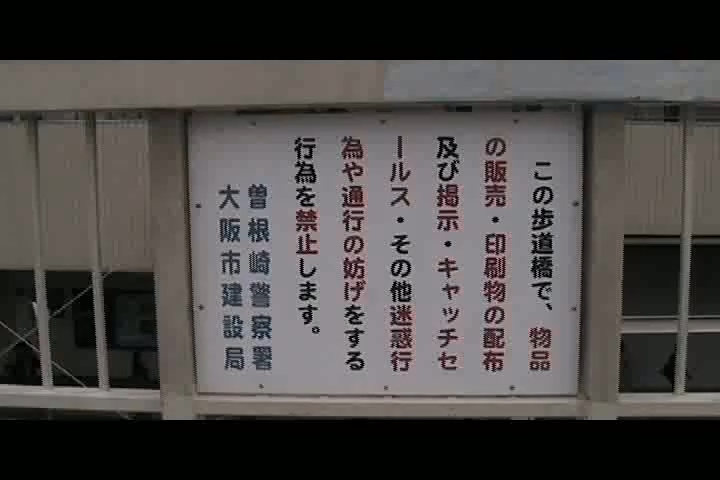 この歩道橋で、物品
の販売・印刷物の配布
及び掲示・キャッチセ
ールス・その他迷惑行
為や通行の妨げをする
行為を禁止します。
曽根崎警察署
大阪市建設局